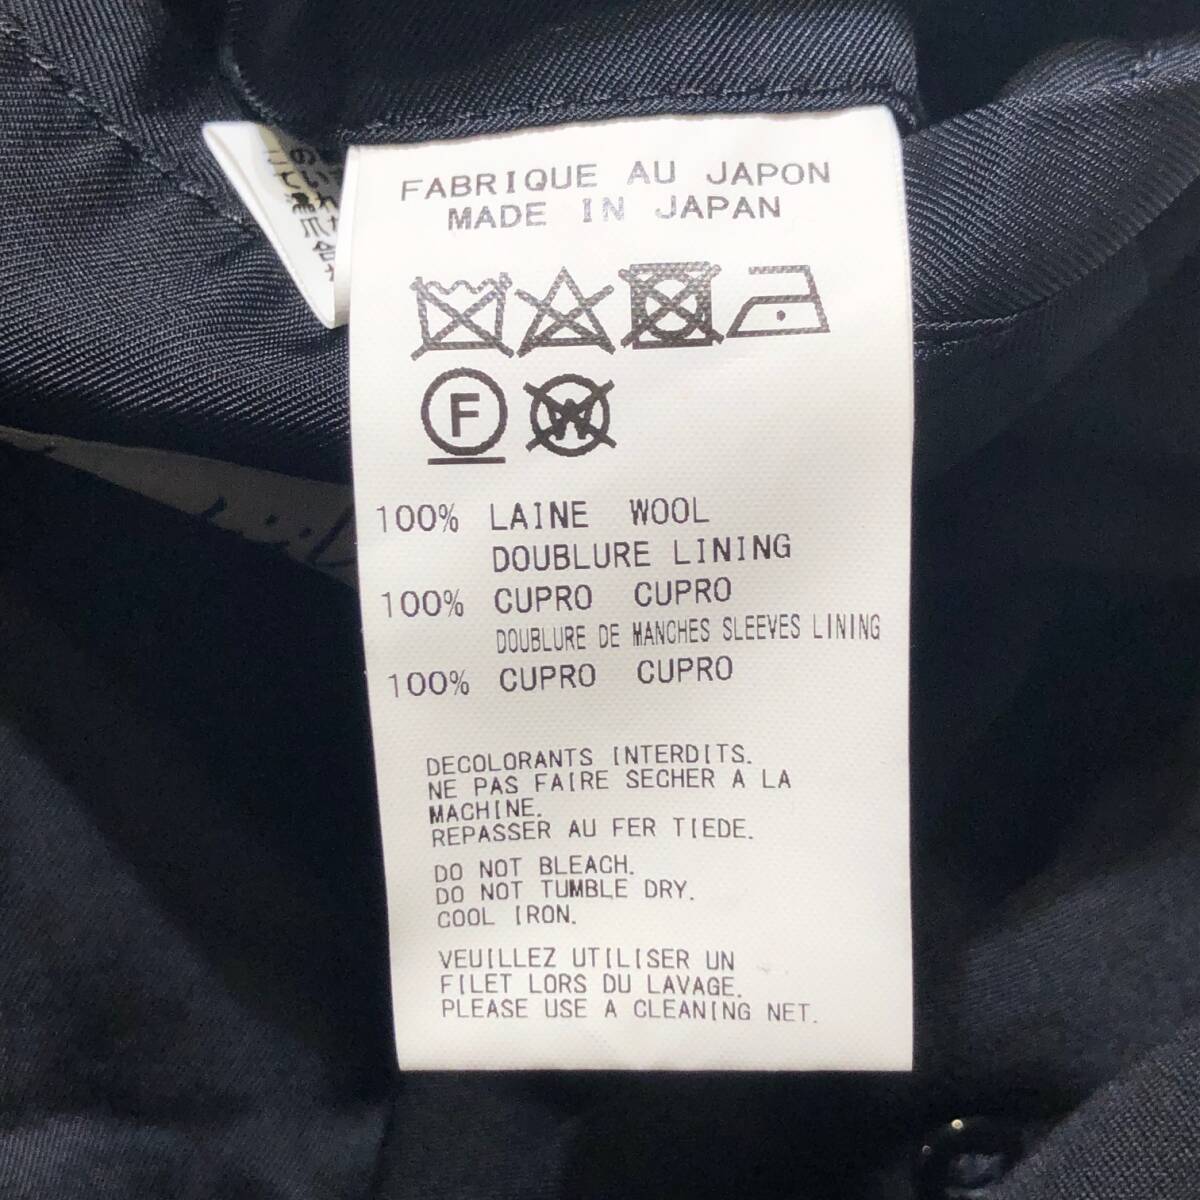 FABRIQUE AU JAPON
MADE IN JAPAN
F
W
100% LAINE WOOL
DOUBLURE LINING
100% CUPRO CUPRO
DOUBLURE DE MANCHES SLEEVES LINING
100% CUPRO CUPRO
DECOLORANTS INTERDITS.
NE PAS FAIRE SECHER A LA
MACHINE.
REPASSER AU FER TIEDE.
DO NOT BLEACH.
DO NOT TUMBLE DRY.
COOL IRON.
VEUILLEZ UTILISER UN
FILET LORS DU LAVAGE.
PLEASE USE A CLEANING NET.